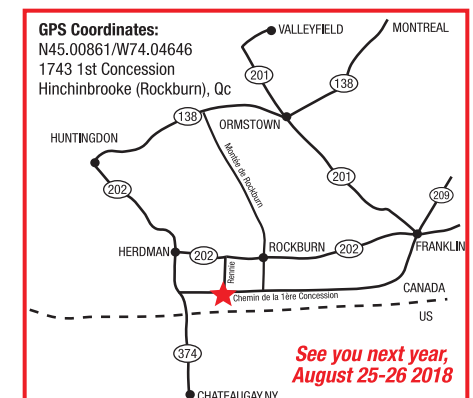 GPS Coordinates:
N45.00861/W74.04646
1743 1st Concession
Hinchinbrooke (Rockburn), Qc
VALLEYFIELD
MONTREAL
201
138
138
ORMSTOWN
HUNTINGDON
Montée de Rockburn
201
202
209
HERDMAN
202
ROCKBURN
202
FRANKLIN
Rennie
Chemin de la 1ère Concession
CANADA
US
374
See you next year,
August 25-26 2018
CHATEAUGAY NY